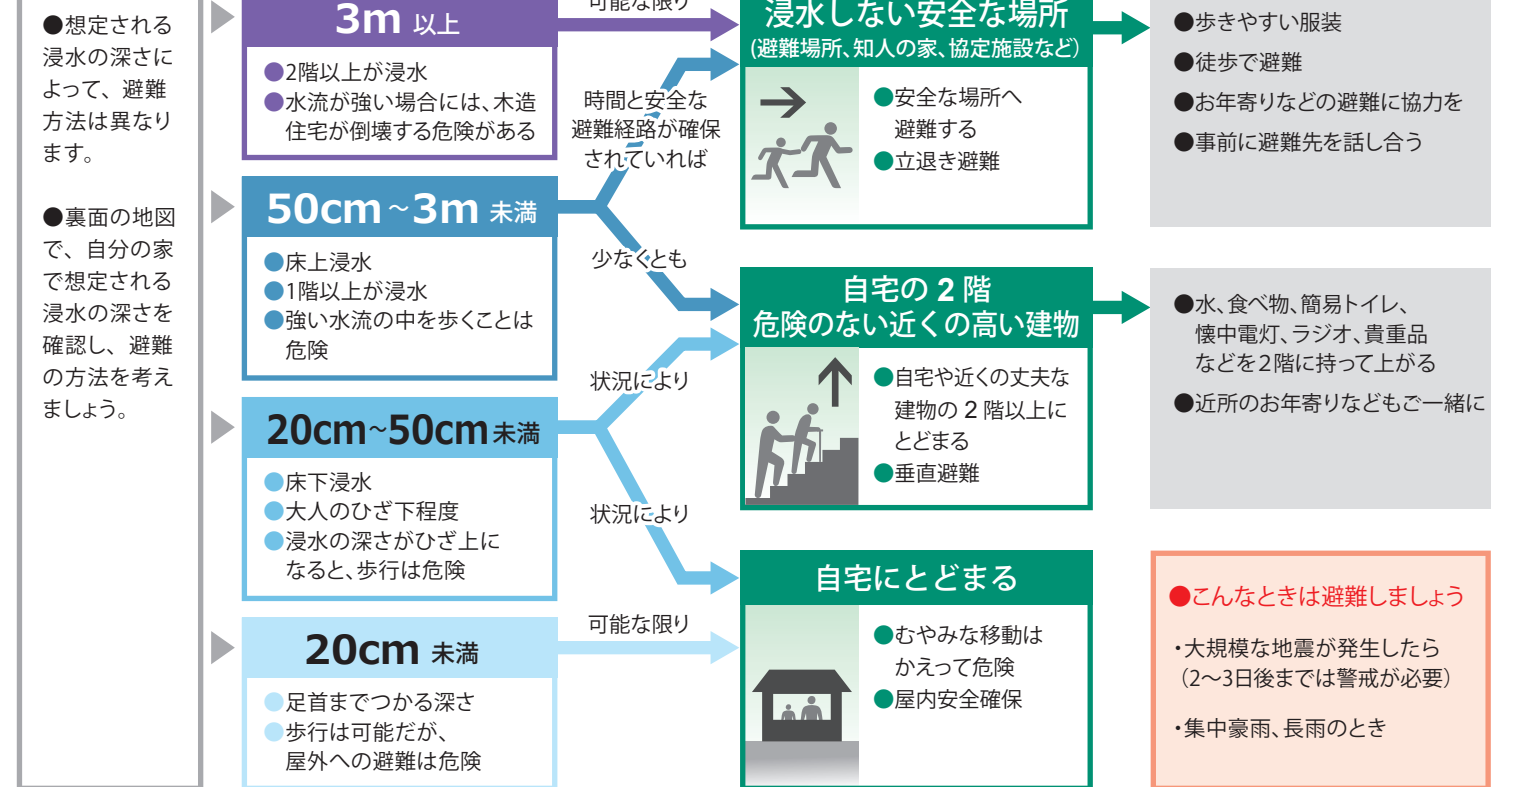 ●想定される
浸水の深さに
よって、避難
方法は異なり
ます。
●裏面の地図
で、自分の家
で想定される
浸水の深さを
確認し、避難
の方法を考え
ましょう。
3m 以上
●2階以上が浸水
●水流が強い場合には、木造
住宅が倒壊する危険がある
50cm～3m 未満
●床上浸水
●1階以上が浸水
●強い水流の中を歩くことは
危険
20cm～50cm未満
●床下浸水
●大人のひざ下程度
●浸水の深さがひざ上に
なると、歩行は危険
20cm 未満
●足首までつかる深さ
●歩行は可能だが、
屋外への避難は危険
可能な限り
時間と安全な
避難経路が確保
されていれば
少なくとも
状況により
状況により
可能な限り
浸水しない安全な場所
(避難場所、知人の家、協定施設など)
●安全な場所へ
避難する
●立退き避難
自宅の 2 階
危険のない近くの高い建物
●自宅や近くの丈夫な
建物の 2 階以上に
とどまる
●垂直避難
自宅にとどまる
●むやみな移動は
かえって危険
●屋内安全確保
●歩きやすい服装
●徒歩で避難
●お年寄りなどの避難に協力を
●事前に避難先を話し合う
●水、食べ物、簡易トイレ、
懐中電灯、ラジオ、貴重品
などを２階に持って上がる
●近所のお年寄りなどもご一緒に
●こんなときは避難しましょう
・大規模な地震が発生したら
（2～3日後までは警戒が必要）
・集中豪雨、長雨のとき